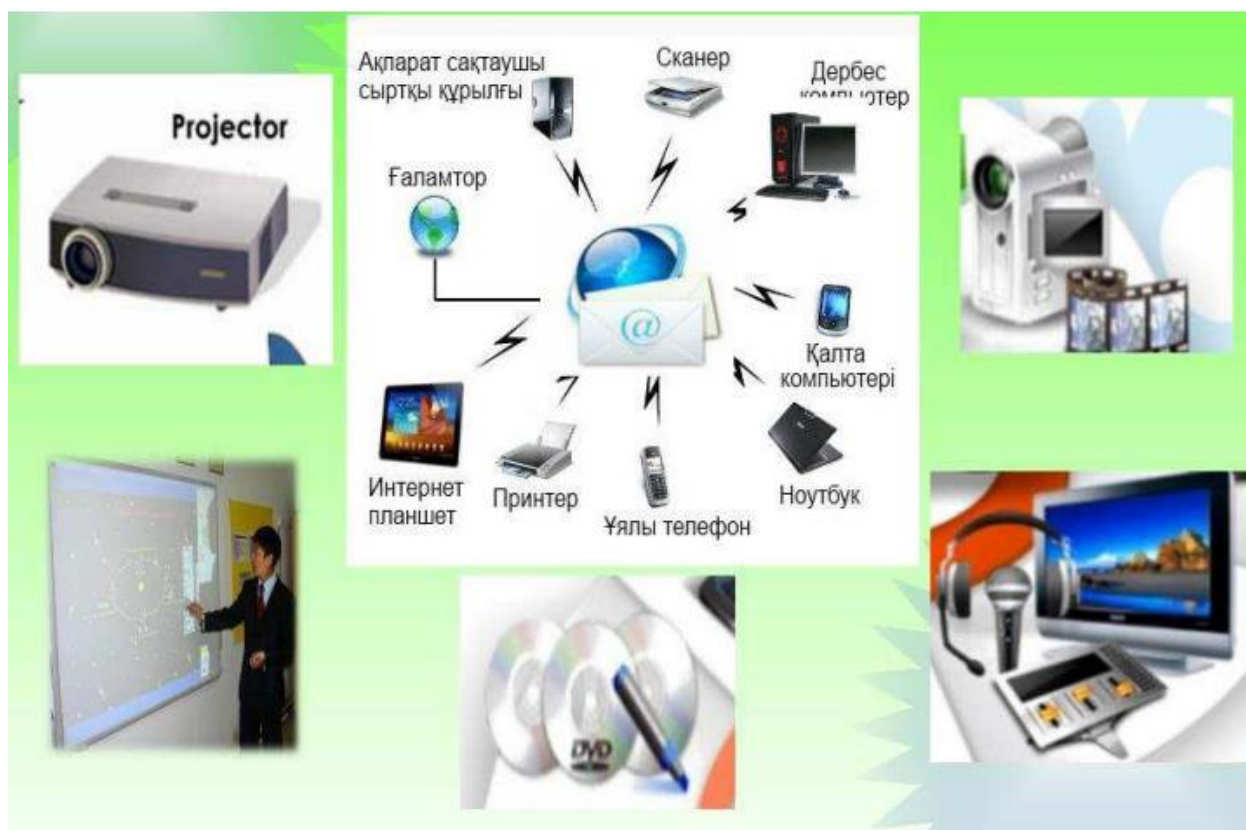 Projector
Ақпарат сақтаушы
сыртқы құрылғы
Сканер
Дербес
компьютер
Ғаламтор
@
Қалта
компьютері
Интернет
планшет
Принтер
Ұялы телефон
Ноутбук
DVD